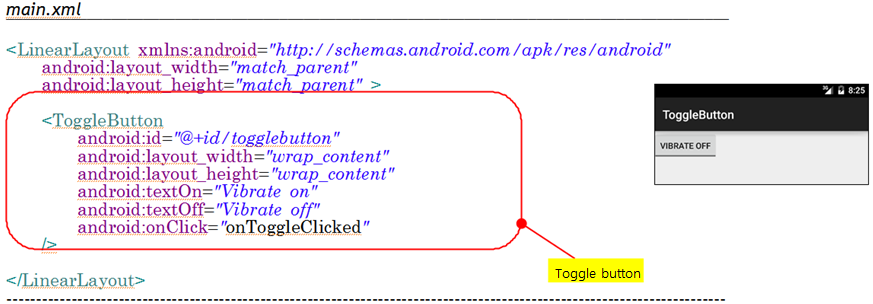 main.xml
<LinearLayout xmlns:android="http://schemas.android.com/apk/res/android"
android:layout_width="match_parent"
android:layout_height="match_parent" >
<ToggleButton
android:id="@+id/togglebutton"
android:layout_width="wrap_content"
android:layout_height="wrap_content"
android:textOn="Vibrate on"
android:textOff="Vibrate off"
android:onClick="onToggleClicked"
/>
</LinearLayout>
3G 8:25
ToggleButton
VIBRATE OFF
Toggle button